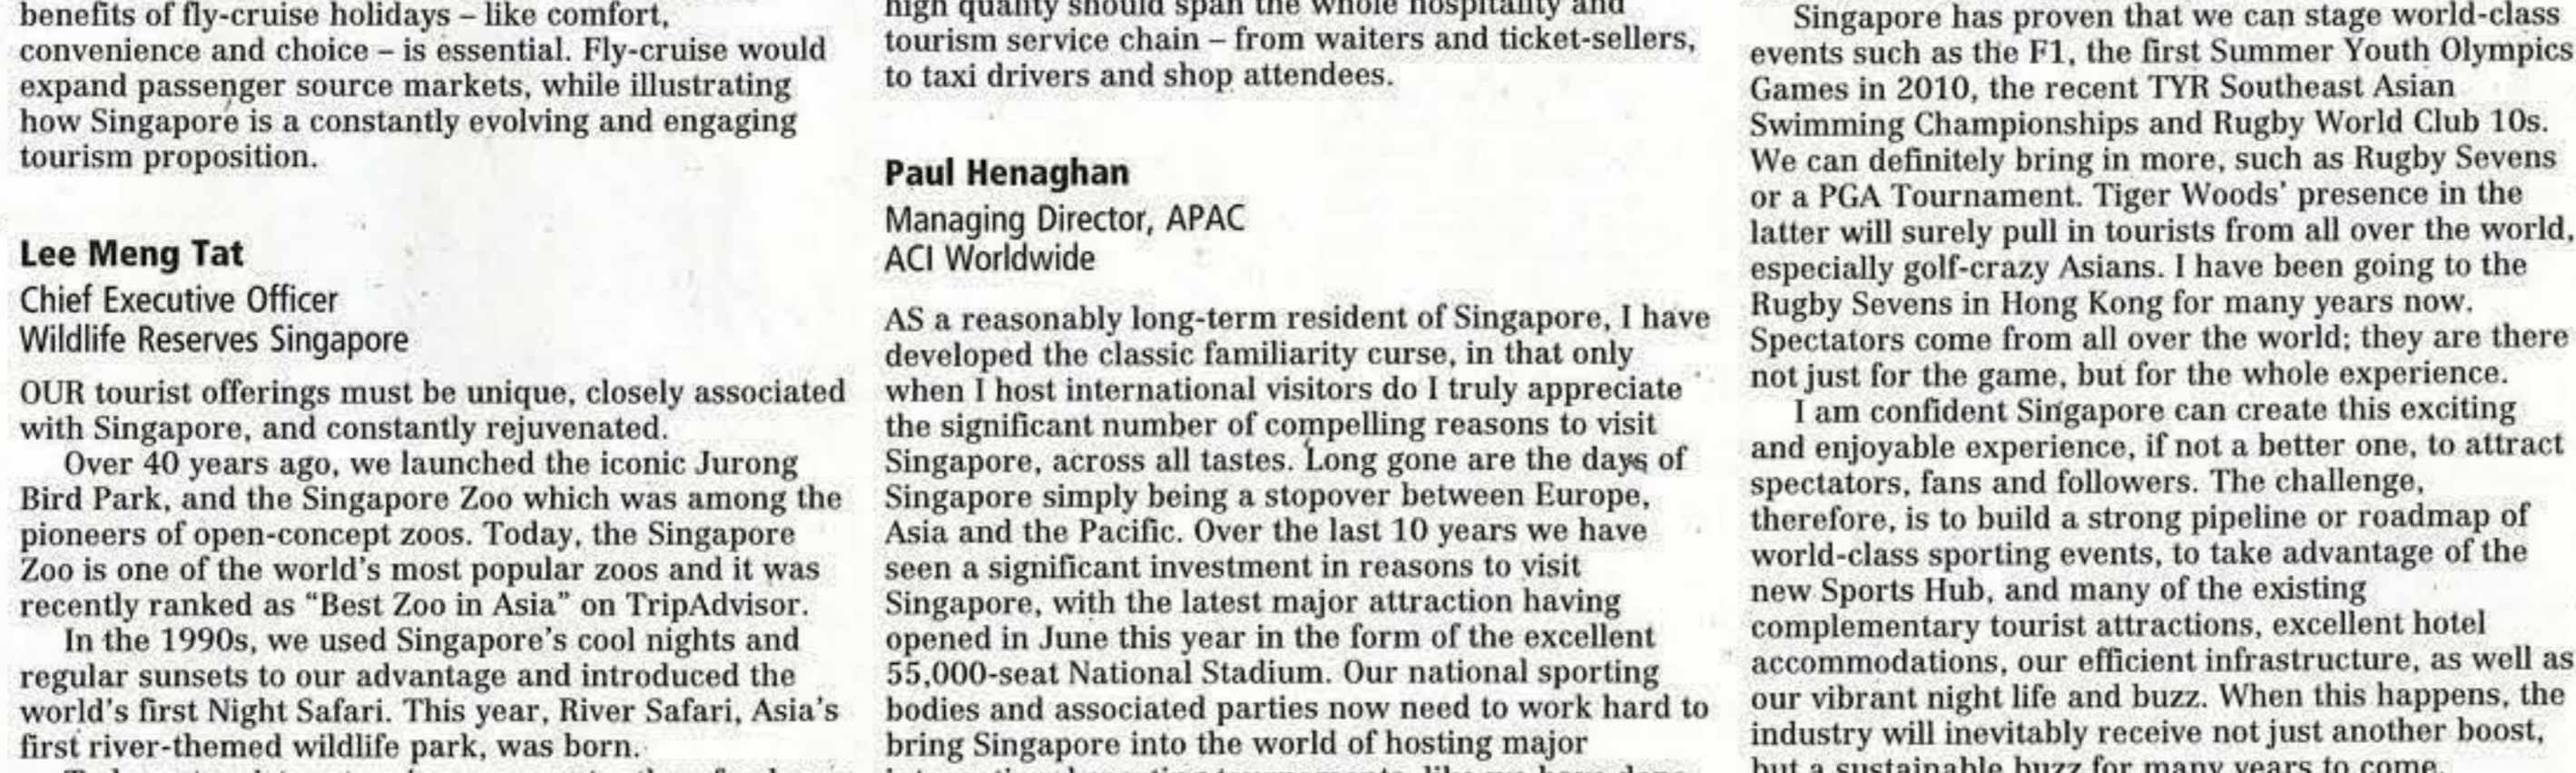 benefits of fly-cruise holidays – like comfort,
convenience and choice – is essential. Fly-cruise would
expand passenger source markets, while illustrating
how Singapore is a constantly evolving and engaging
tourism proposition.
Lee Meng Tat
Chief Executive Officer
Wildlife Reserves Singapore
OUR tourist offerings must be unique, closely associated
with Singapore, and constantly rejuvenated.
Over 40 years ago, we launched the iconic Jurong
Bird Park, and the Singapore Zoo which was among the
pioneers of open-concept zoos. Today, the Singapore
Zoo is one of the world's most popular zoos and it was
recently ranked as "Best Zoo in Asia" on TripAdvisor.
In the 1990s, we used Singapore's cool nights and
regular sunsets to our advantage and introduced the
world's first Night Safari. This year, River Safari, Asia's
first river-themed wildlife park, was born.
high quality should span the whole hospitality and
tourism service chain – from waiters and ticket-sellers,
to taxi drivers and shop attendees.
Paul Henaghan
Managing Director, APAC
ACI Worldwide
AS a reasonably long-term resident of Singapore, I have
developed the classic familiarity curse, in that only
when I host international visitors do I truly appreciate
the significant number of compelling reasons to visit
Singapore, across all tastes. Long gone are the days of
Singapore simply being a stopover between Europe,
Asia and the Pacific. Over the last 10 years we have
seen a significant investment in reasons to visit
Singapore, with the latest major attraction having
opened in June this year in the form of the excellent
55,000-seat National Stadium. Our national sporting
bodies and associated parties now need to work hard to
bring Singapore into the world of hosting major
Singapore has proven that we can stage world-class
events such as the F1, the first Summer Youth Olympics
Games in 2010, the recent TYR Southeast Asian
Swimming Championships and Rugby World Club 10s.
We can definitely bring in more, such as Rugby Sevens
or a PGA Tournament. Tiger Woods' presence in the
latter will surely pull in tourists from all over the world,
especially golf-crazy Asians. I have been going to the
Rugby Sevens in Hong Kong for many years now.
Spectators come from all over the world; they are there
not just for the game, but for the whole experience.
I am confident Singapore can create this exciting
and enjoyable experience, if not a better one, to attract
spectators, fans and followers. The challenge,
therefore, is to build a strong pipeline or roadmap of
world-class sporting events, to take advantage of the
new Sports Hub, and many of the existing
complementary tourist attractions, excellent hotel
accommodations, our efficient infrastructure, as well as
our vibrant night life and buzz. When this happens, the
industry will inevitably receive not just another boost,
but a sustainable buzz for many years to come.